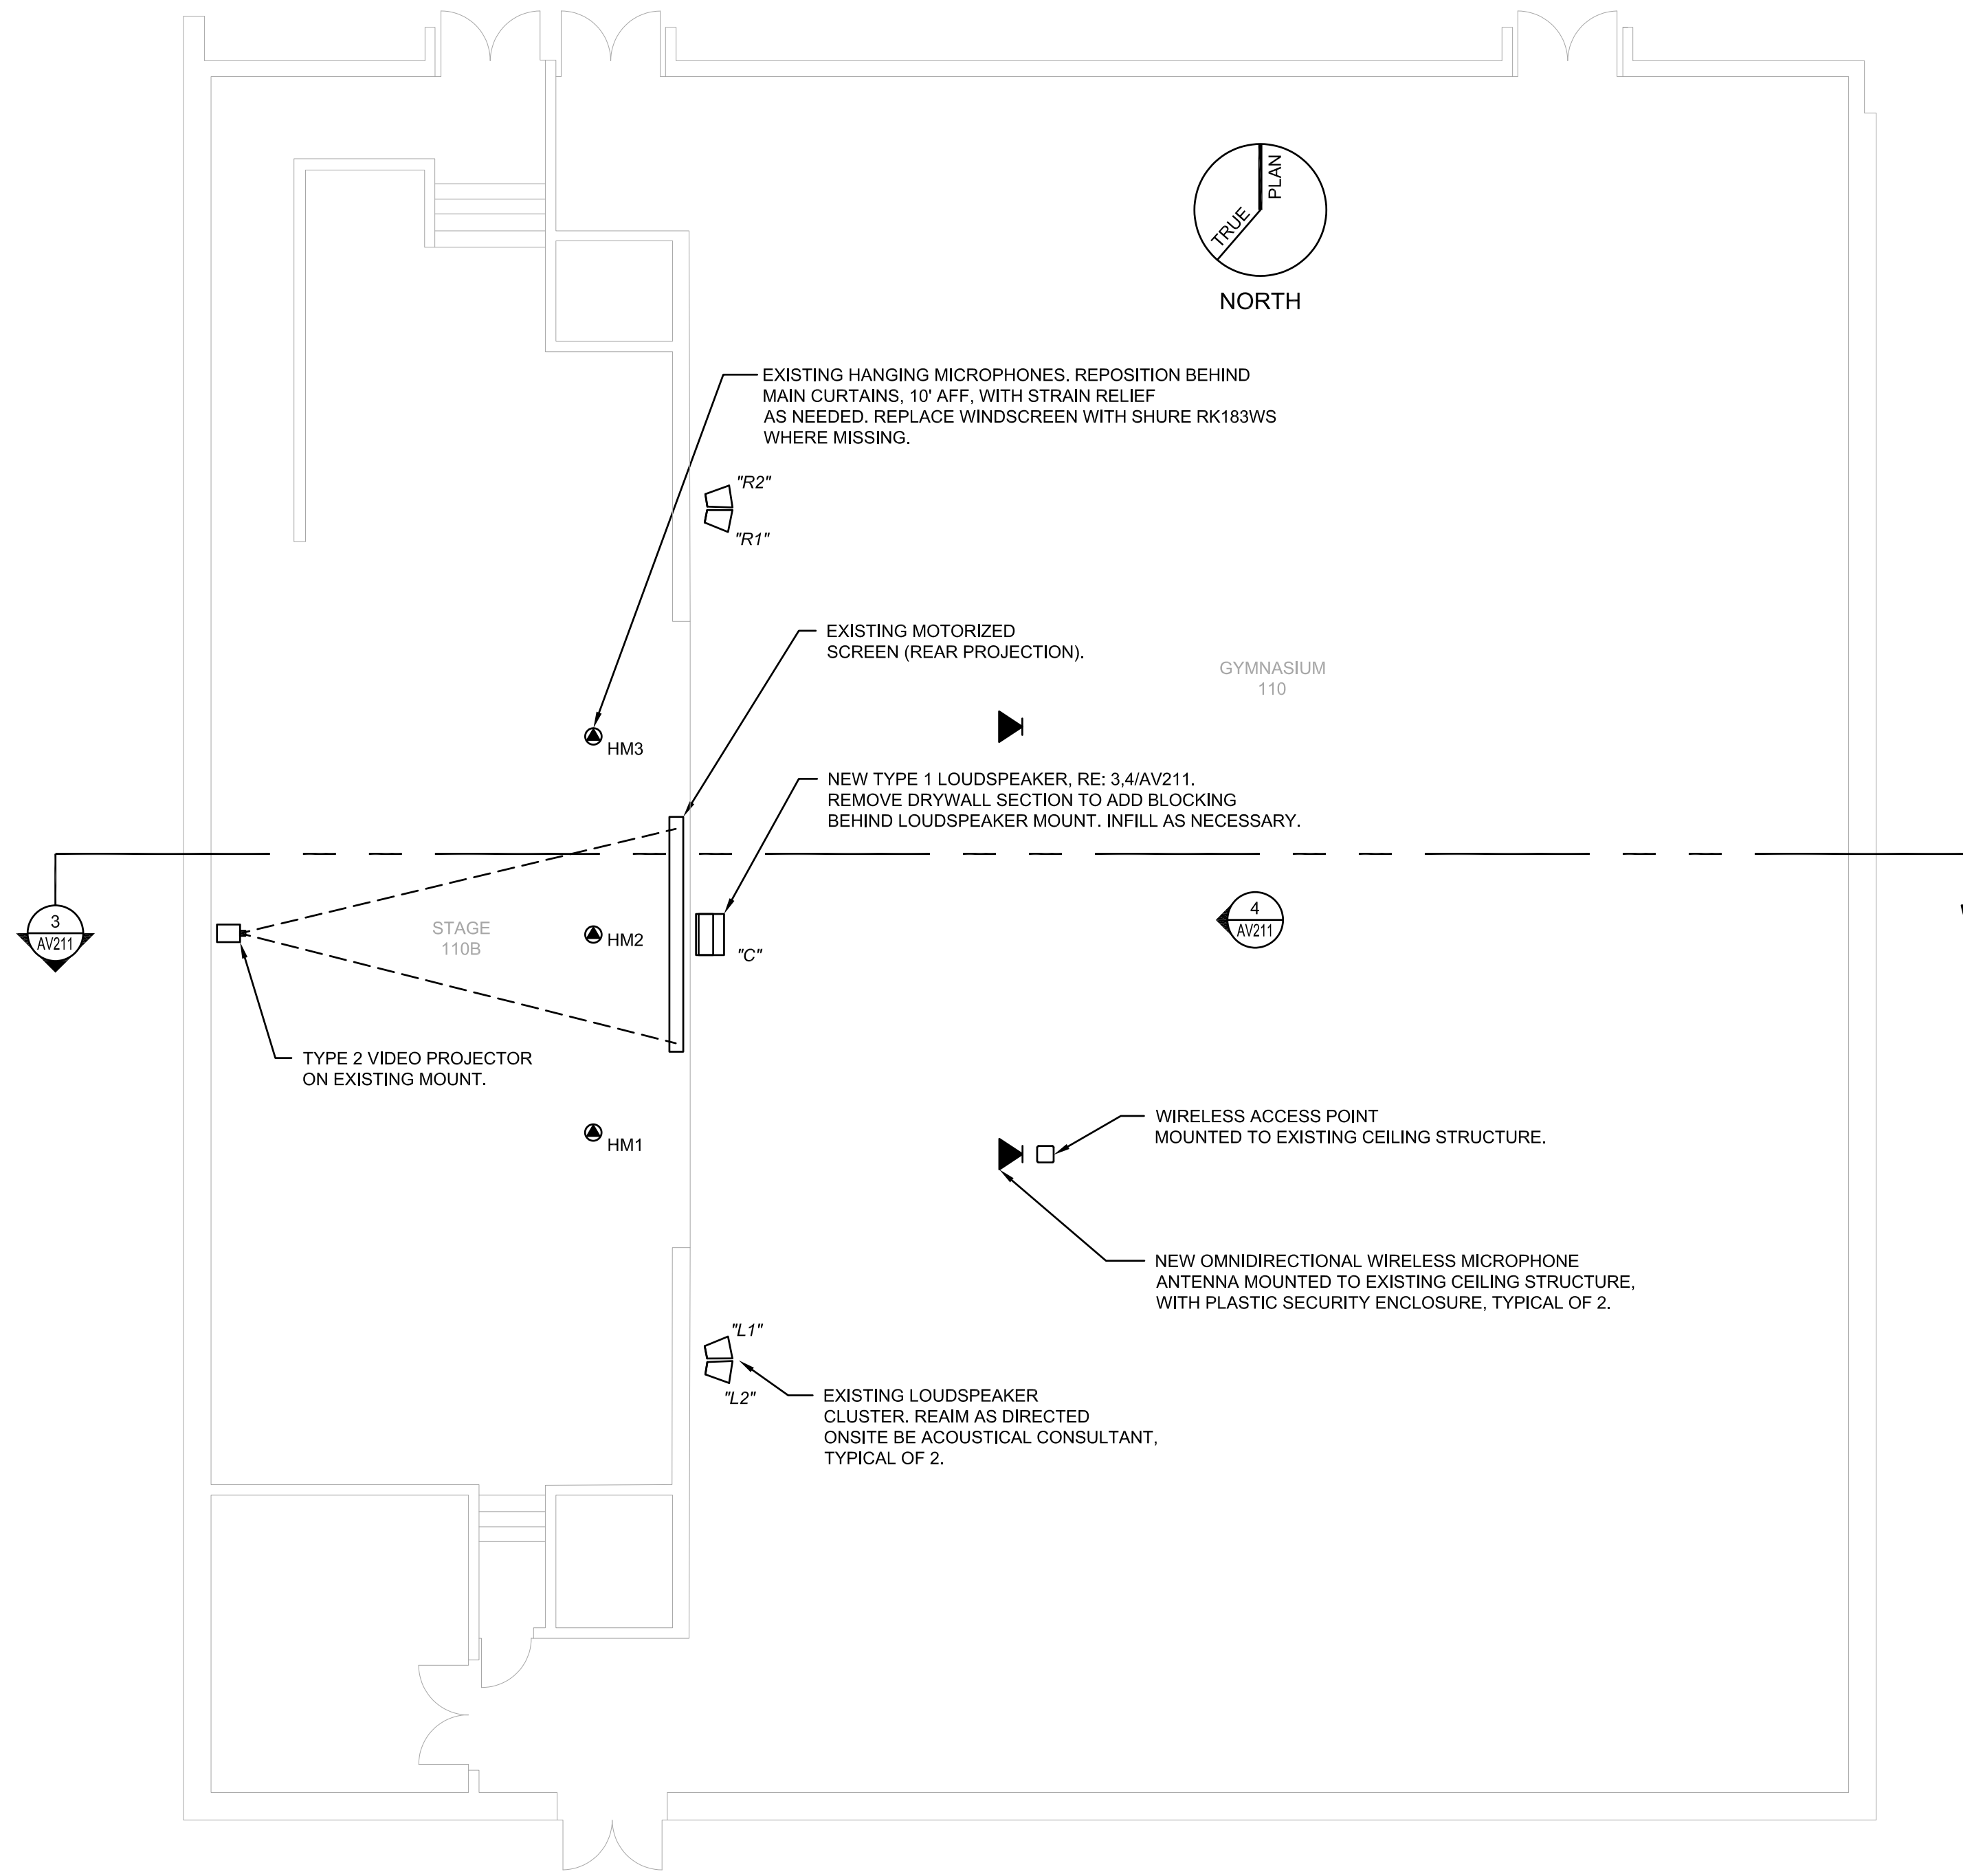 PLAN
TRUE
NORTH
EXISTING HANGING MICROPHONES. REPOSITION BEHIND
MAIN CURTAINS, 10' AFF, WITH STRAIN RELIEF
AS NEEDED. REPLACE WINDSCREEN WITH SHURE RK183WS
WHERE MISSING.
"R2"
"R1"
EXISTING MOTORIZED
SCREEN (REAR PROJECTION).
GYMNASIUM
110
HM3
NEW TYPE 1 LOUDSPEAKER, RE: 3,4/AV211.
REMOVE DRYWALL SECTION TO ADD BLOCKING
BEHIND LOUDSPEAKER MOUNT. INFILL AS NECESSARY.
3
AV211
STAGE
110B
HM2
"C"
4
AV211
TYPE 2 VIDEO PROJECTOR
ON EXISTING MOUNT.
HM1
WIRELESS ACCESS POINT
MOUNTED TO EXISTING CEILING STRUCTURE.
NEW OMNIDIRECTIONAL WIRELESS MICROPHONE
ANTENNA MOUNTED TO EXISTING CEILING STRUCTURE,
WITH PLASTIC SECURITY ENCLOSURE, TYPICAL OF 2.
"L1"
"L2"
EXISTING LOUDSPEAKER
CLUSTER. REAIM AS DIRECTED
ONSITE BE ACOUSTICAL CONSULTANT,
TYPICAL OF 2.